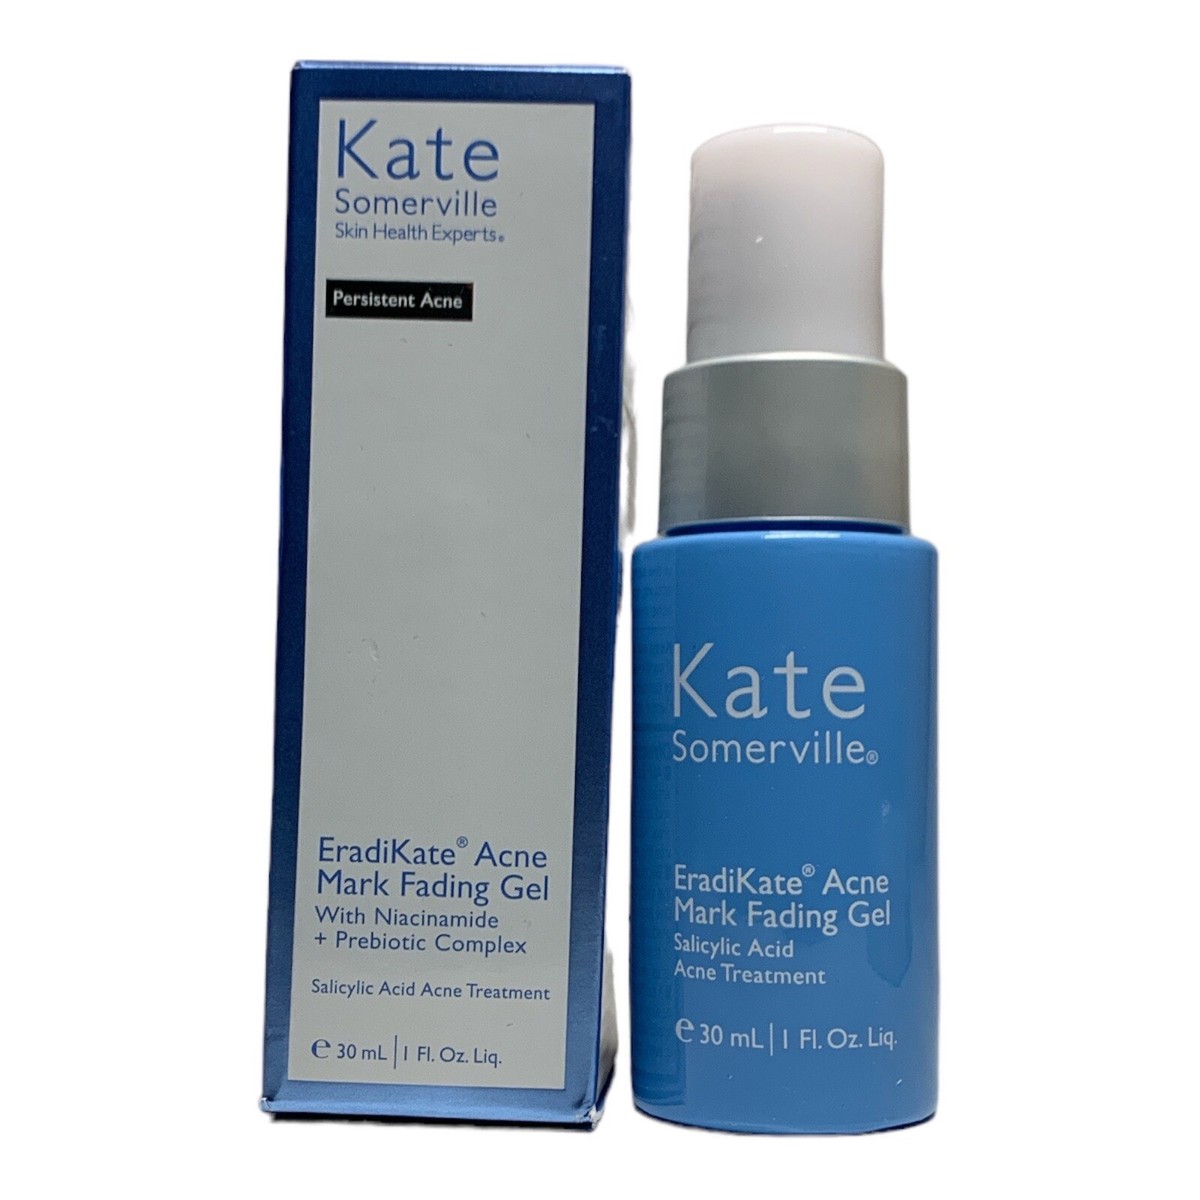 Kate
Somerville
Skin Health Experts®
Persistent Acne
EradiKate® Acne
Mark Fading Gel
With Niacinamide
+ Prebiotic Complex
Salicylic Acid Acne Treatment
℮ 30 mL | 1 Fl. Oz. Liq.
Kate
Somerville®
EradiKate® Acne
Mark Fading Gel
Salicylic Acid
Acne Treatment
℮ 30 mL | 1 Fl. Oz. Liq.